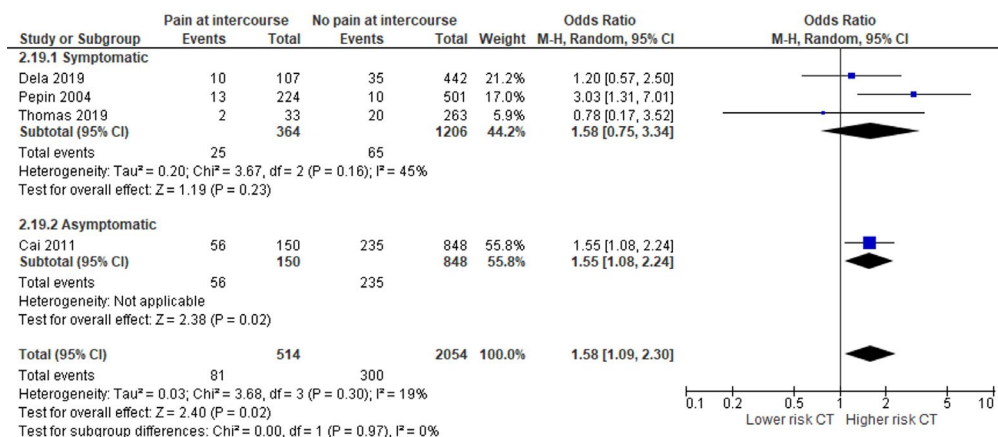 Pain at intercourse No pain at intercourse Odds Ratio Odds Ratio
Study or Subgroup Events Total Events Total Weight M-H, Random, 95% CI M-H, Random, 95% CI
2.19.1 Symptomatic
Dela 2019 10 107 35 442 21.2% 1.20 [0.57, 2.50]
Pepin 2004 13 224 10 501 17.0% 3.03 [1.31, 7.01]
Thomas 2019 2 33 20 263 5.9% 0.78 [0.17, 3.52]
Subtotal (95% CI) 364 1206 44.2% 1.58 [0.75, 3.34]
Total events 25 65
Heterogeneity: Tau² = 0.20; Chi² = 3.67, df = 2 (P = 0.16); I² = 45%
Test for overall effect: Z = 1.19 (P = 0.23)
2.19.2 Asymptomatic
Cai 2011 56 150 235 848 55.8% 1.55 [1.08, 2.24]
Subtotal (95% CI) 150 848 55.8% 1.55 [1.08, 2.24]
Total events 56 235
Heterogeneity: Not applicable
Test for overall effect: Z = 2.38 (P = 0.02)
Total (95% CI) 514 2054 100.0% 1.58 [1.09, 2.30]
Total events 81 300
Heterogeneity: Tau² = 0.03; Chi² = 3.68, df = 3 (P = 0.30); I² = 19%
Test for overall effect: Z = 2.40 (P = 0.02)
Test for subgroup differences: Chi² = 0.00, df = 1 (P = 0.97), I² = 0%
0.1 0.2 0.5 1 2 5 10
Lower risk CT Higher risk CT